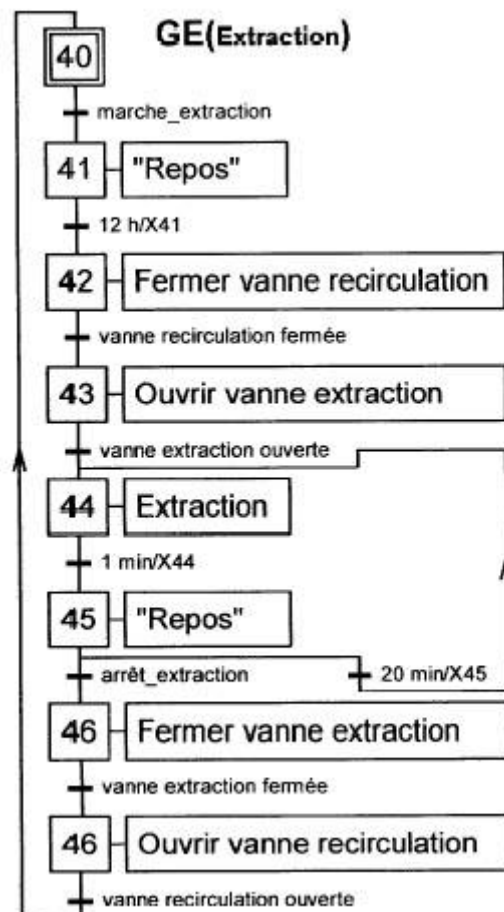 GE(Extraction)
40
marche_extraction
41 "Repos"
12 h/X41
42 Fermer vanne recirculation
vanne recirculation fermée
43 Ouvrir vanne extraction
vanne extraction ouverte
44 Extraction
1 min/X44
45 "Repos"
arrêt_extraction 20 min/X45
46 Fermer vanne extraction
vanne extraction fermée
46 Ouvrir vanne recirculation
vanne recirculation ouverte